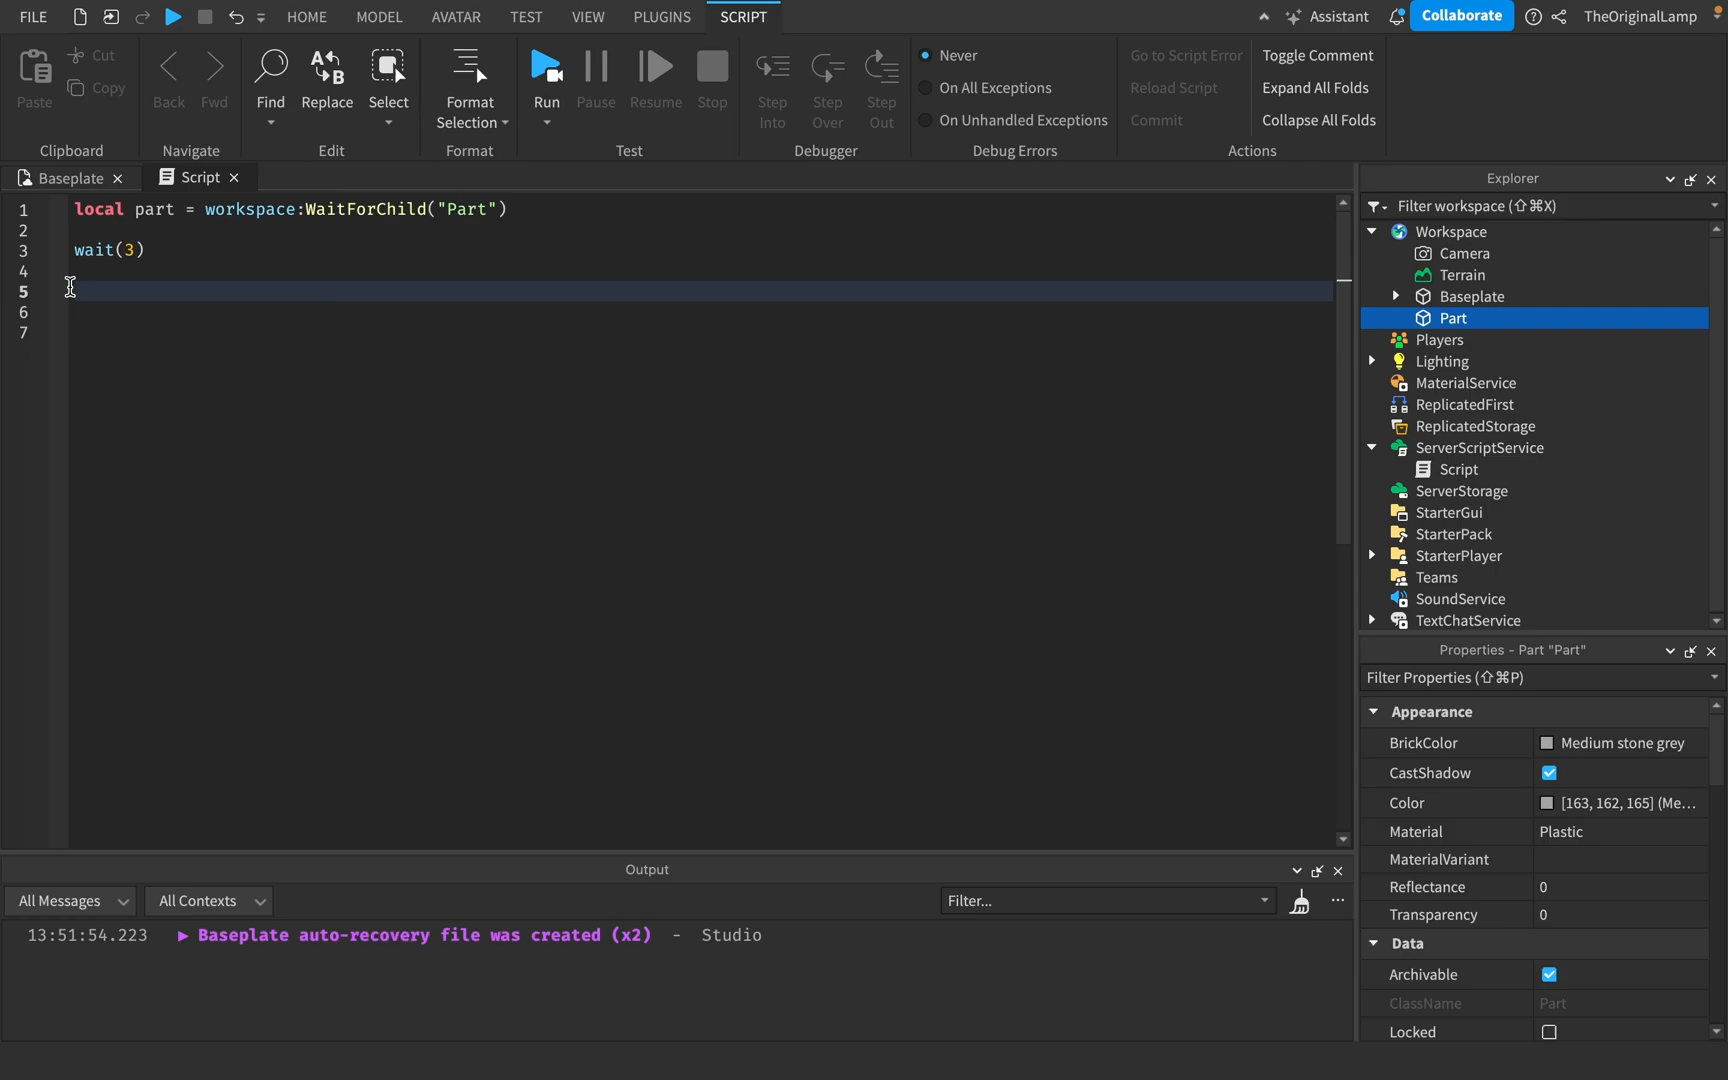 FILE HOME MODEL AVATAR TEST VIEW PLUGINS SCRIPT Assistant Collaborate TheOriginalLamp
Paste Cut Copy
Clipboard
Back Fwd
Navigate
Find Replace Select
Edit
Format
Selection
Format
Run Pause Resume Stop
Test
Step
Into
Step
Over
Step
Out
Debugger
Never
On All Exceptions
On Unhandled Exceptions
Debug Errors
Go to Script Error
Reload Script
Commit
Toggle Comment
Expand All Folds
Collapse All Folds
Actions
Baseplate Script
1 local part = workspace:WaitForChild("Part")
2
3 wait(3)
4
5
6
7
Explorer
Filter workspace (⇧⌘X)
Workspace
Camera
Terrain
Baseplate
Part
Players
Lighting
MaterialService
ReplicatedFirst
ReplicatedStorage
ServerScriptService
Script
ServerStorage
StarterGui
StarterPack
StarterPlayer
Teams
SoundService
TextChatService
Properties - Part "Part"
Filter Properties (⇧⌘P)
Appearance
BrickColor Medium stone grey
CastShadow
Color [163, 162, 165] (Me...
Material Plastic
MaterialVariant
Reflectance 0
Transparency 0
Data
Archivable
ClassName Part
Locked
Output
All Messages All Contexts Filter...
13:51:54.223 Baseplate auto-recovery file was created (x2) - Studio